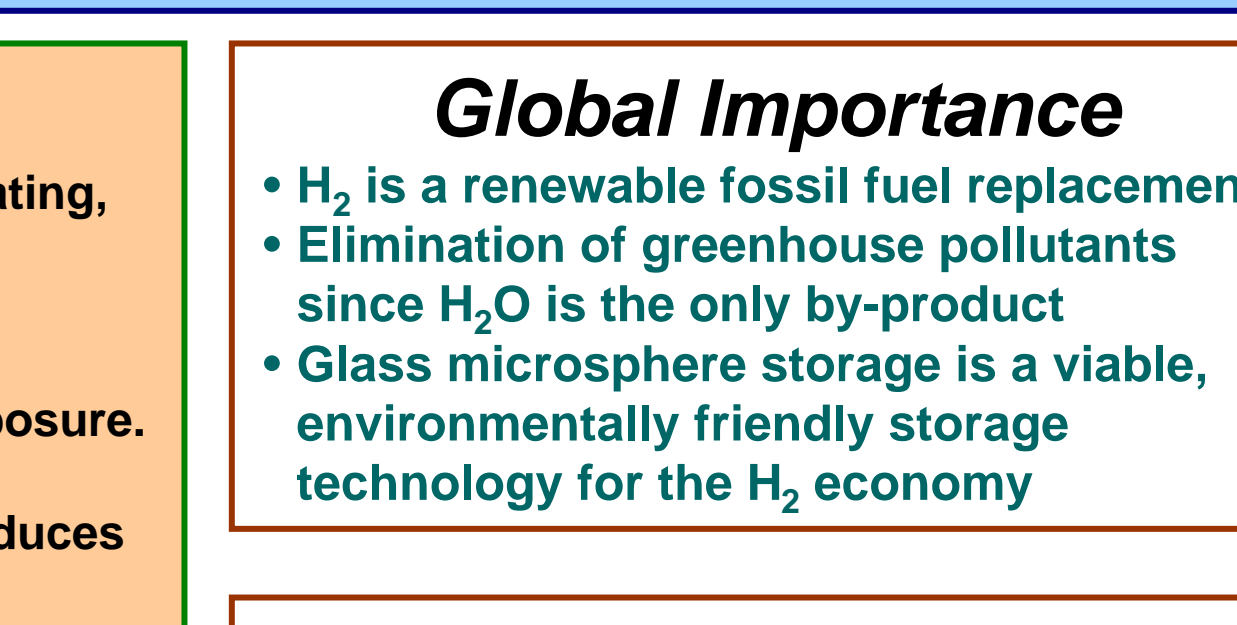 ating,
posure.
duces
Global Importance
• H₂ is a renewable fossil fuel replacemen
• Elimination of greenhouse pollutants
since H₂O is the only by-product
• Glass microsphere storage is a viable,
environmentally friendly storage
technology for the H₂ economy